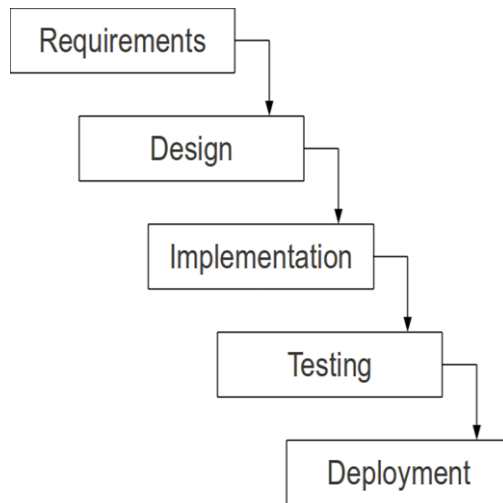 Requirements
Design
Implementation
Testing
Deployment